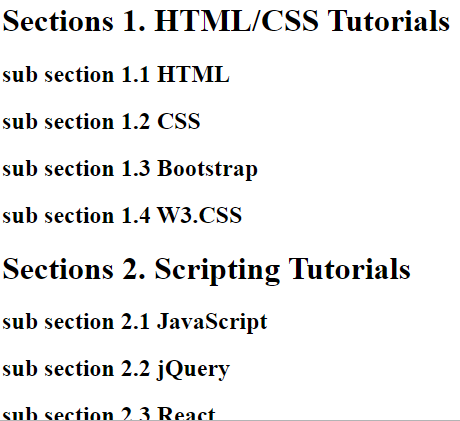 Sections 1. HTML/CSS Tutorials
sub section 1.1 HTML
sub section 1.2 CSS
sub section 1.3 Bootstrap
sub section 1.4 W3.CSS
Sections 2. Scripting Tutorials
sub section 2.1 JavaScript
sub section 2.2 jQuery
sub section 2.3 React